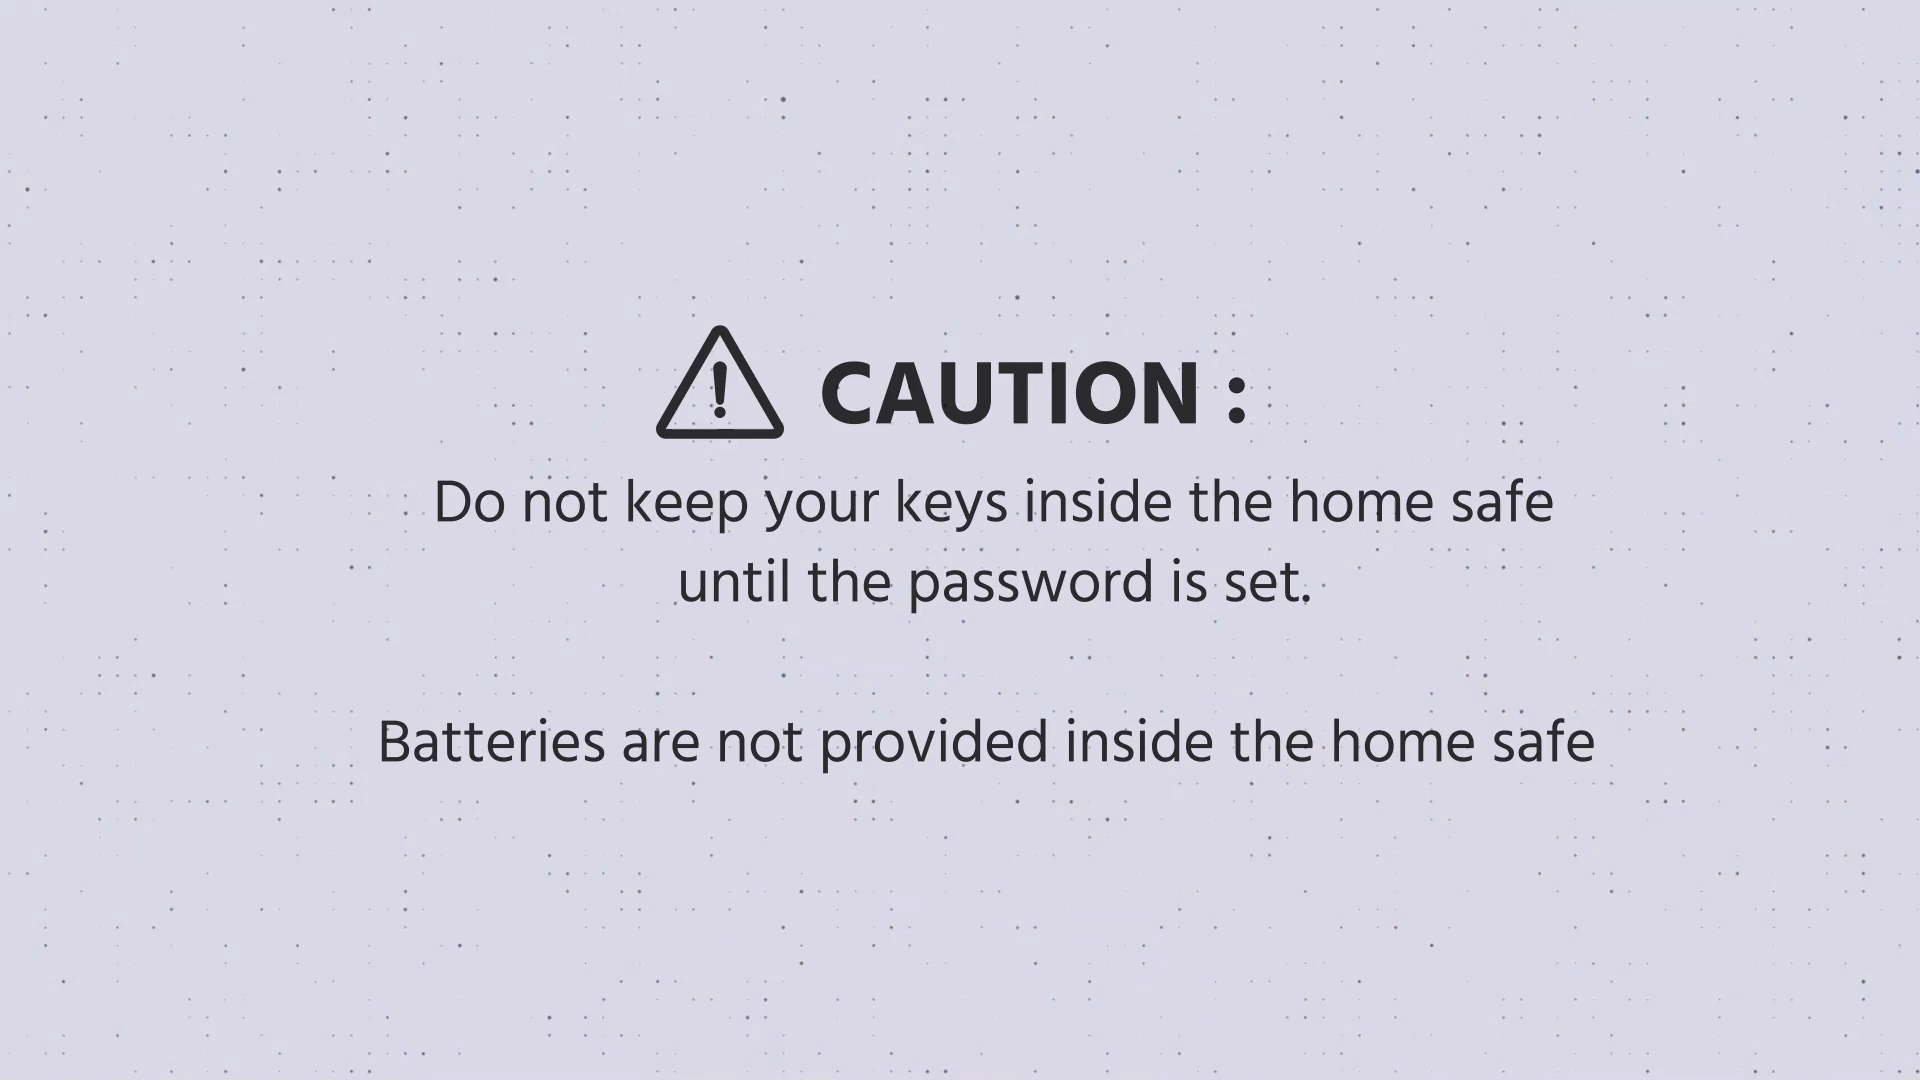 CAUTION :
Do not keep your keys inside the home safe
until the password is set.
Batteries are not provided inside the home safe